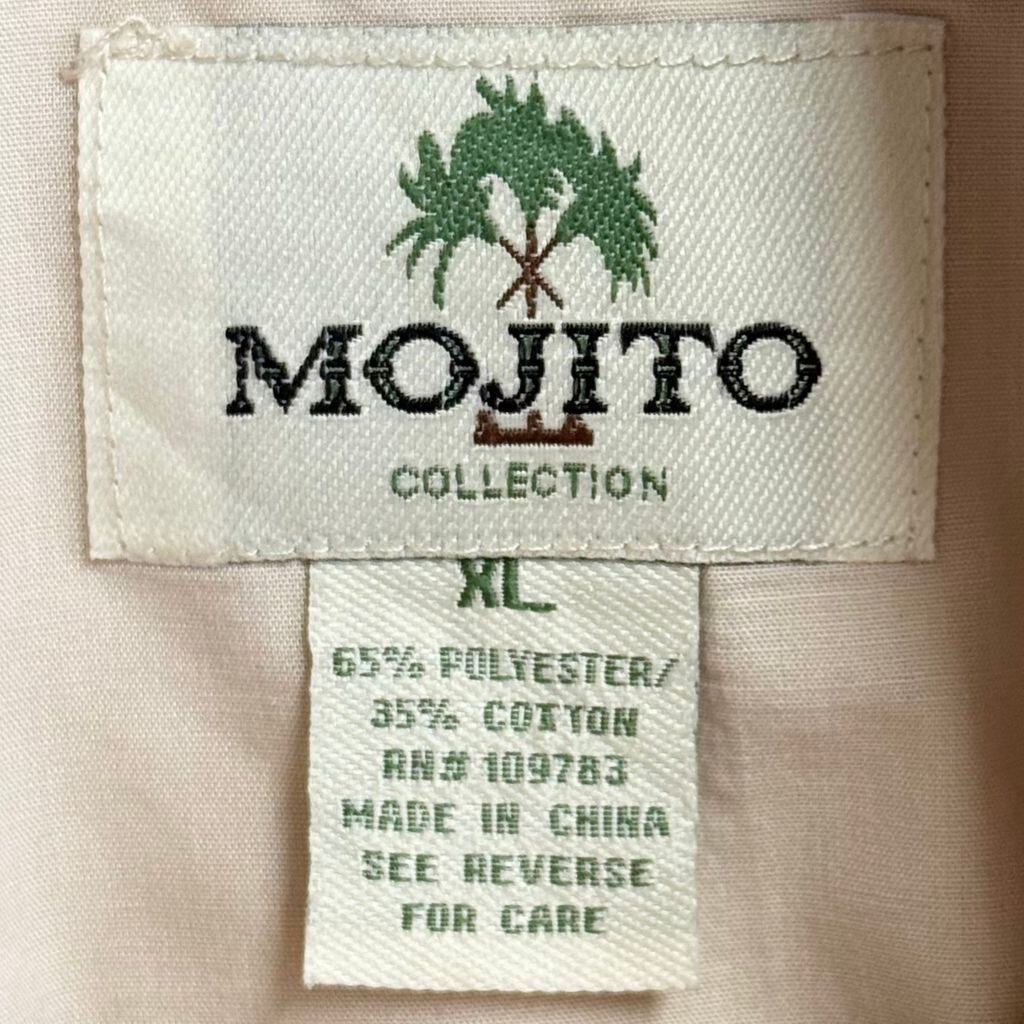 MOJITO
COLLECTION
XL
65% POLYESTER/
35% COTTON
RN# 109783
MADE IN CHINA
SEE REVERSE
FOR CARE